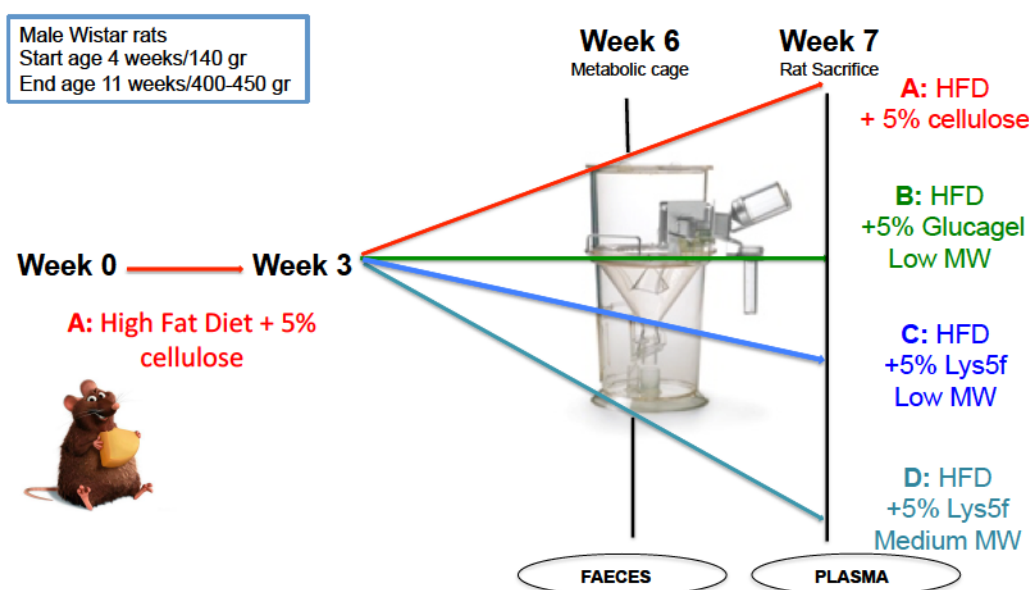 Male Wistar rats
Start age 4 weeks/140 gr
End age 11 weeks/400-450 gr
Week 6
Metabolic cage
Week 7
Rat Sacrifice
A: HFD
+ 5% cellulose
B: HFD
+5% Glucagel
Low MW
Week 0
Week 3
A: High Fat Diet + 5%
cellulose
C: HFD
+5% Lys5f
Low MW
D: HFD
+5% Lys5f
Medium MW
FAECES
PLASMA